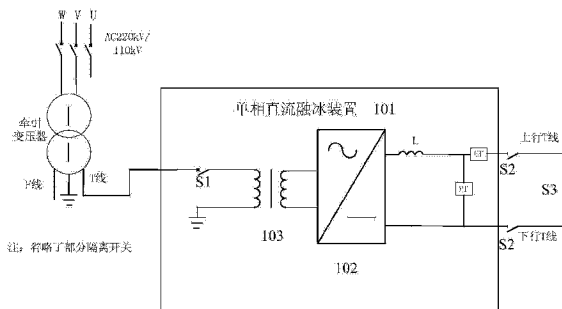 W V U
AC220kV/
110kV
牵引
变压器
F线
T线
单相直流融冰装置 101
S1
103
102
L
S2
上行T线
S3
S2
下行T线
注：省略了部分隔离开关